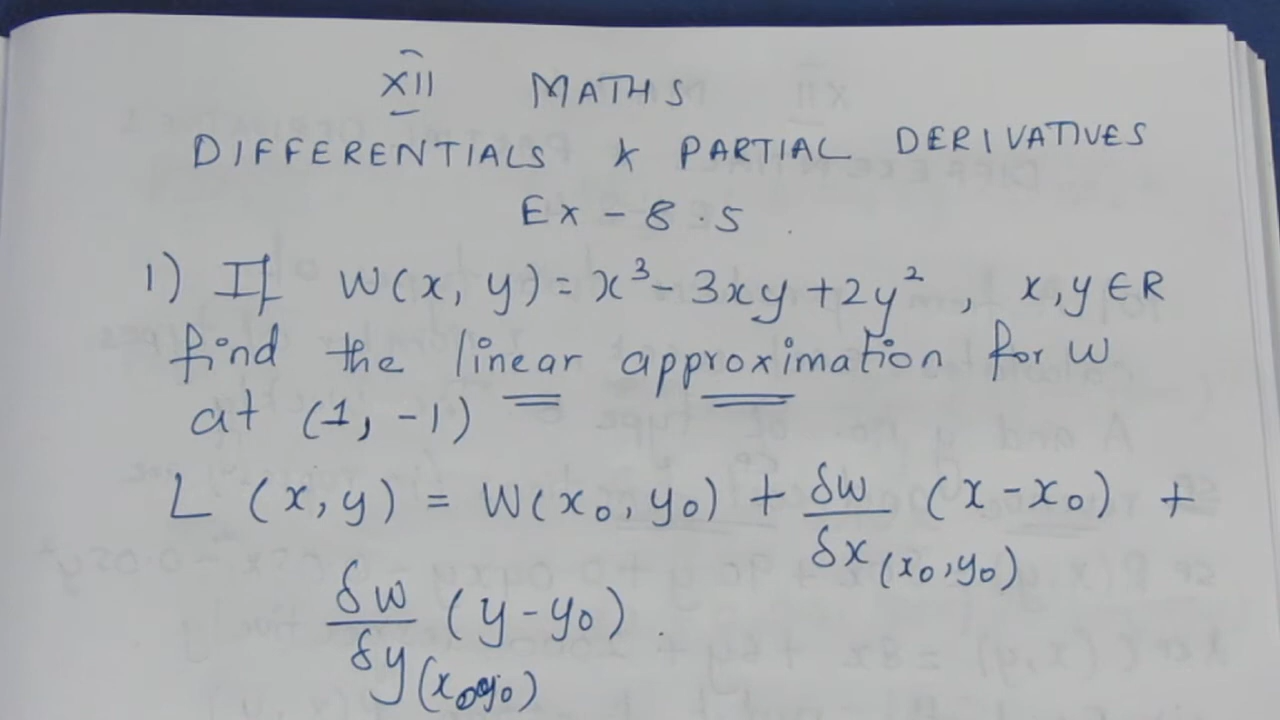 XII MATHS
DIFFERENTIALS & PARTIAL DERIVATIVES
Ex - 8.5
1) If W(x, y) = x³ - 3xy + 2y², x, y ∈ R
find the linear approximation for w
at (1, -1)
L (x, y) = W(x₀, y₀) + δw/δx (x₀, y₀) (x - x₀) +
δw/δy (x₀, y₀) (y - y₀).